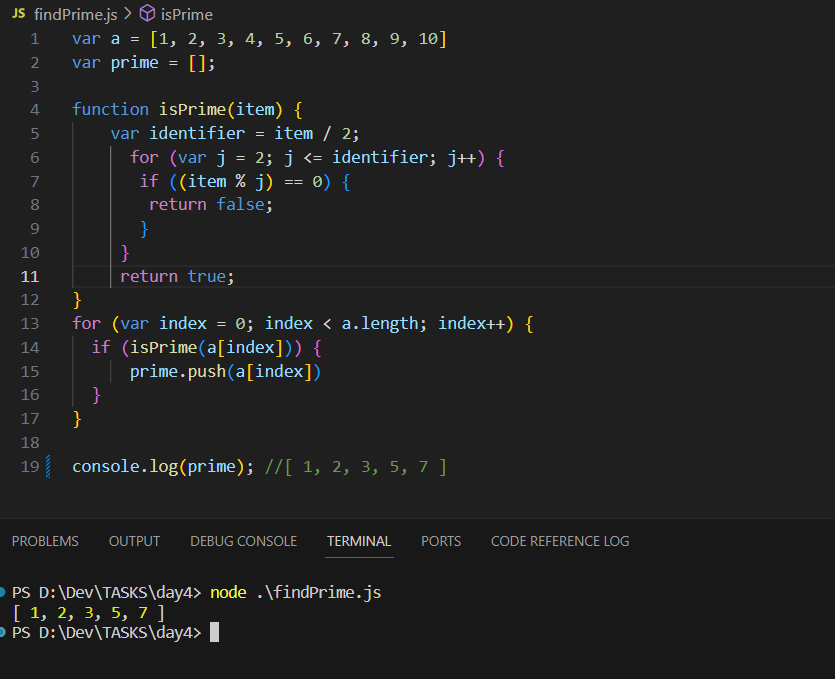 JS findPrime.js > isPrime
1 var a = [1, 2, 3, 4, 5, 6, 7, 8, 9, 10]
2 var prime = [];
3
4 function isPrime(item) {
5 var identifier = item / 2;
6 for (var j = 2; j <= identifier; j++) {
7 if ((item % j) == 0) {
8 return false;
9 }
10 }
11 return true;
12 }
13 for (var index = 0; index < a.length; index++) {
14 if (isPrime(a[index])) {
15 prime.push(a[index])
16 }
17 }
18
19 console.log(prime); //[ 1, 2, 3, 5, 7 ]
PROBLEMS OUTPUT DEBUG CONSOLE TERMINAL PORTS CODE REFERENCE LOG
PS D:\Dev\TASKS\day4> node .\findPrime.js
[ 1, 2, 3, 5, 7 ]
PS D:\Dev\TASKS\day4>